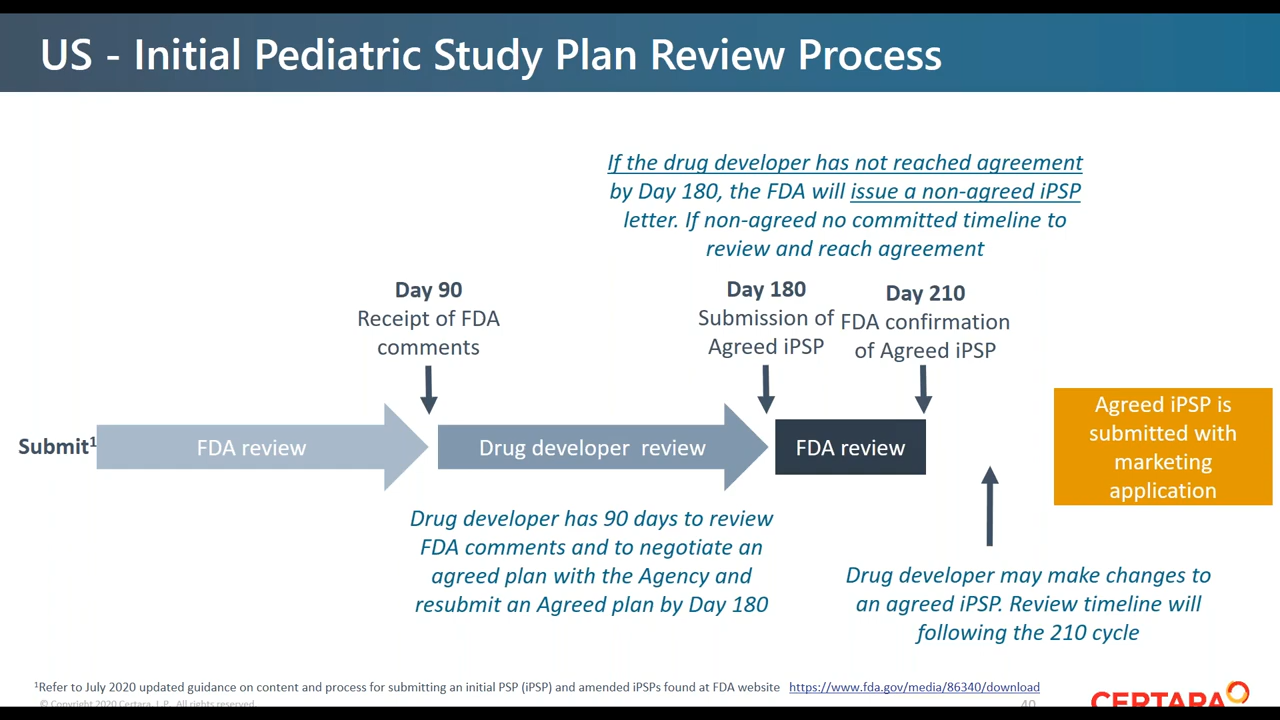 US - Initial Pediatric Study Plan Review Process
If the drug developer has not reached agreement
by Day 180, the FDA will issue a non-agreed iPSP
letter. If non-agreed no committed timeline to
review and reach agreement
Day 90
Receipt of FDA
comments
Day 180
Submission of
Agreed iPSP
Day 210
FDA confirmation
of Agreed iPSP
Submit¹
FDA review
Drug developer review
FDA review
Agreed iPSP is
submitted with
marketing
application
Drug developer has 90 days to review
FDA comments and to negotiate an
agreed plan with the Agency and
resubmit an Agreed plan by Day 180
Drug developer may make changes to
an agreed iPSP. Review timeline will
following the 210 cycle
¹Refer to July 2020 updated guidance on content and process for submitting an initial PSP (iPSP) and amended iPSPs found at FDA website https://www.fda.gov/media/86340/download
© Copyright 2020 Certara, L.P. All rights reserved.
40
CERTARA